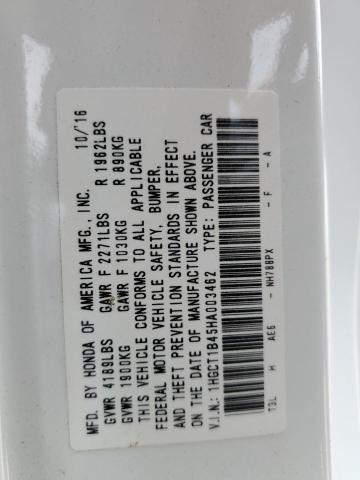 MFD. BY HONDA OF AMERICA MFG., INC. 10/'16
GVWR 4189LBS GAWR F 2271LBS R 1962LBS
GVWR 1900KG GAWR F 1030KG R 890KG
THIS VEHICLE CONFORMS TO ALL APPLICABLE
FEDERAL MOTOR VEHICLE SAFETY, BUMPER,
AND THEFT PREVENTION STANDARDS IN EFFECT
ON THE DATE OF MANUFACTURE SHOWN ABOVE.
V.I.N.: 1HGCT1B45HA003462 TYPE: PASSENGER CAR
T3L H AE6 - NH788PX - F - A